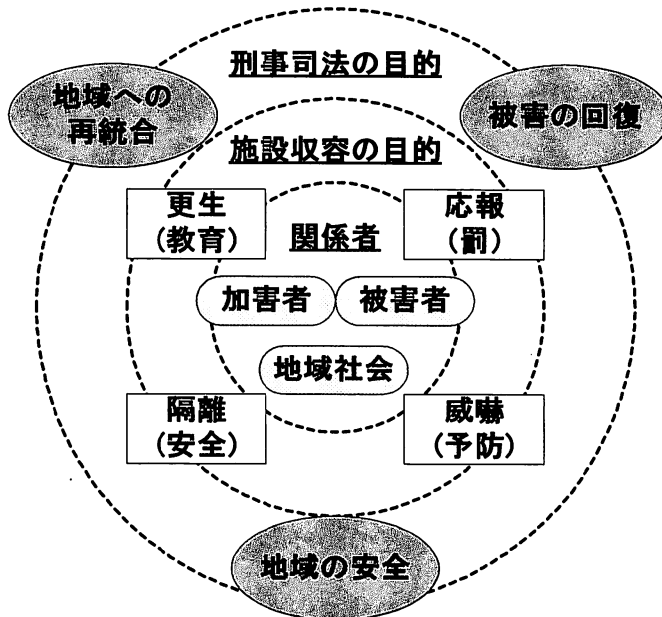 刑事司法の目的
地域への
再統合
被害の回復
施設収容の目的
更生
(教育)
応報
(罰)
関係者
加害者
被害者
地域社会
隔離
(安全)
威嚇
(予防)
地域の安全